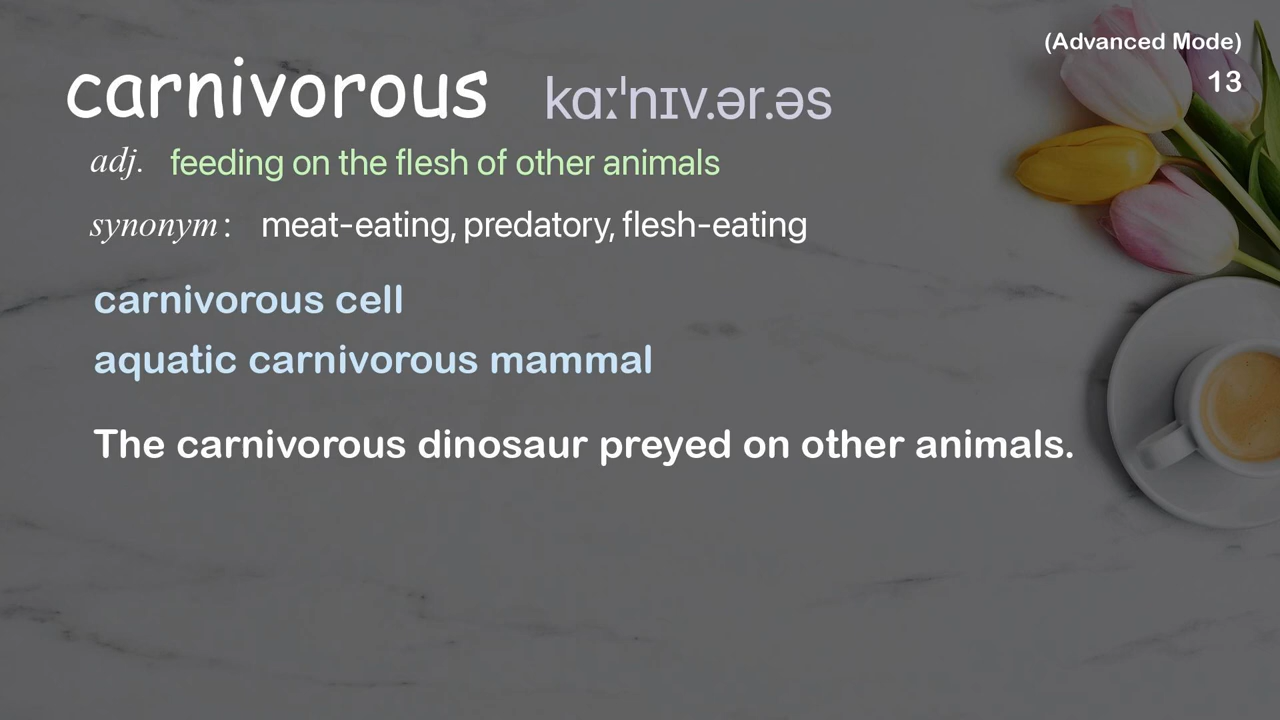 (Advanced Mode)
13
carnivorous kɑːˈnɪv.ər.əs
adj. feeding on the flesh of other animals
synonym: meat-eating, predatory, flesh-eating
carnivorous cell
aquatic carnivorous mammal
The carnivorous dinosaur preyed on other animals.